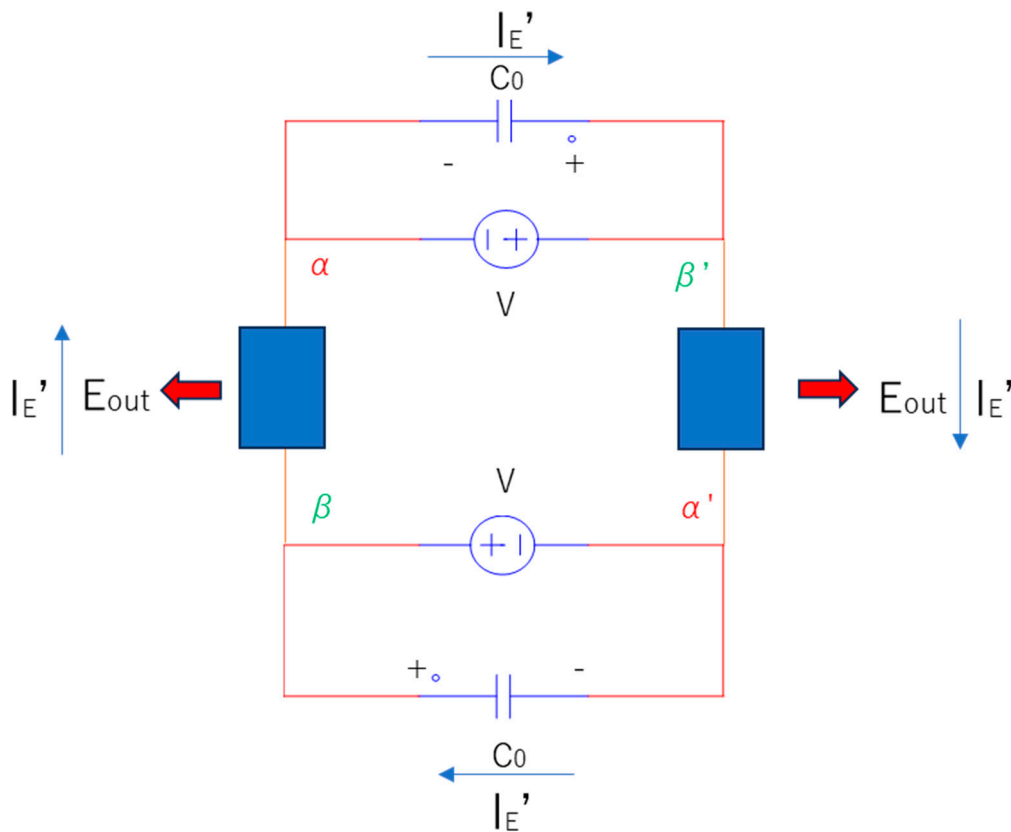 IE’
C0
- +
- +
α β’
V
IE’ Eout Eout IE’
V
β α'
+ -
+ -
C0
IE’